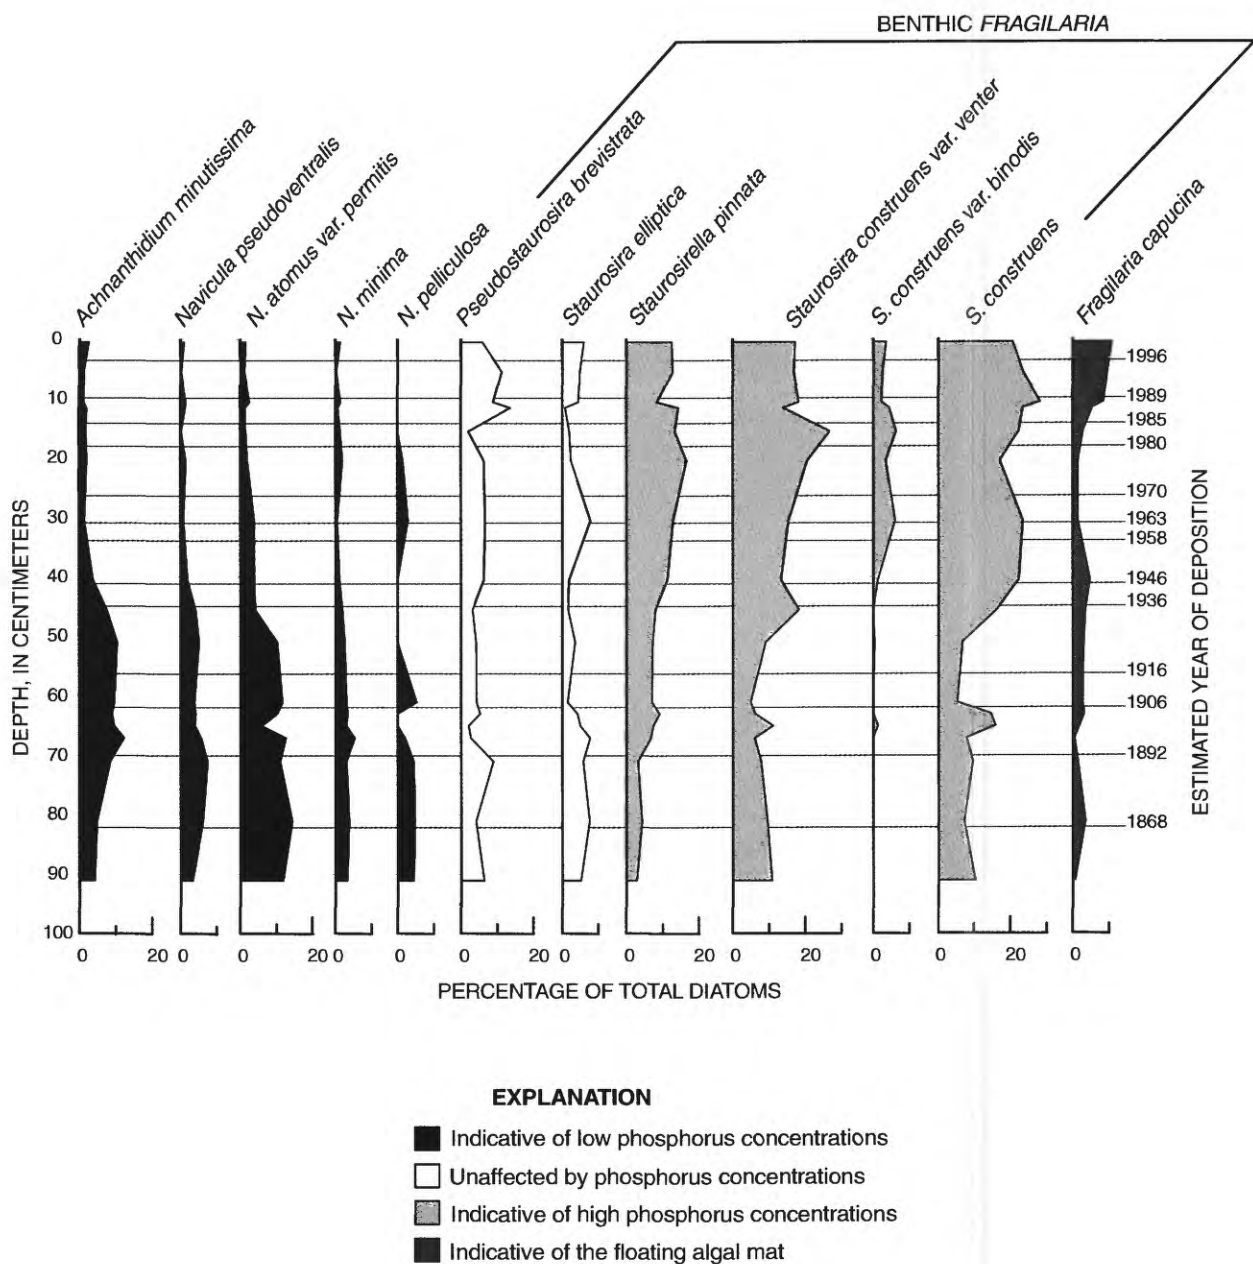 BENTHIC FRAGILARIA
Achnanthidium minutissima
Navicula pseudoventralis
N. atomus var. permitis
N. minima
N. pelliculosa
Pseudostaurosira brevistrata
Staurosira elliptica
Staurosirella pinnata
Staurosira construens var. venter
S. construens var. binodis
S. construens
Fragilaria capucina
DEPTH, IN CENTIMETERS
0
10
20
30
40
50
60
70
80
90
100
1996
1989
1985
1980
1970
1963
1958
1946
1936
1916
1906
1892
1868
ESTIMATED YEAR OF DEPOSITION
0 20 0 0 20 0 0 0 20 0 0 20 0 20 0 0 20 0
PERCENTAGE OF TOTAL DIATOMS
EXPLANATION
Indicative of low phosphorus concentrations
Unaffected by phosphorus concentrations
Indicative of high phosphorus concentrations
Indicative of the floating algal mat